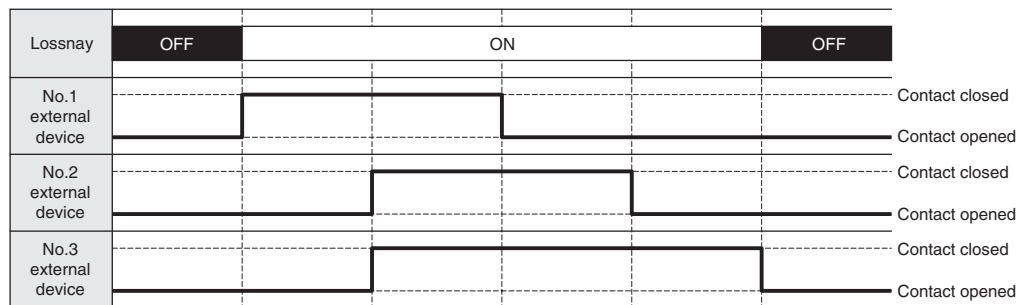 Lossnay
OFF
ON
OFF
No.1
external
device
Contact closed
Contact opened
No.2
external
device
Contact closed
Contact opened
No.3
external
device
Contact closed
Contact opened